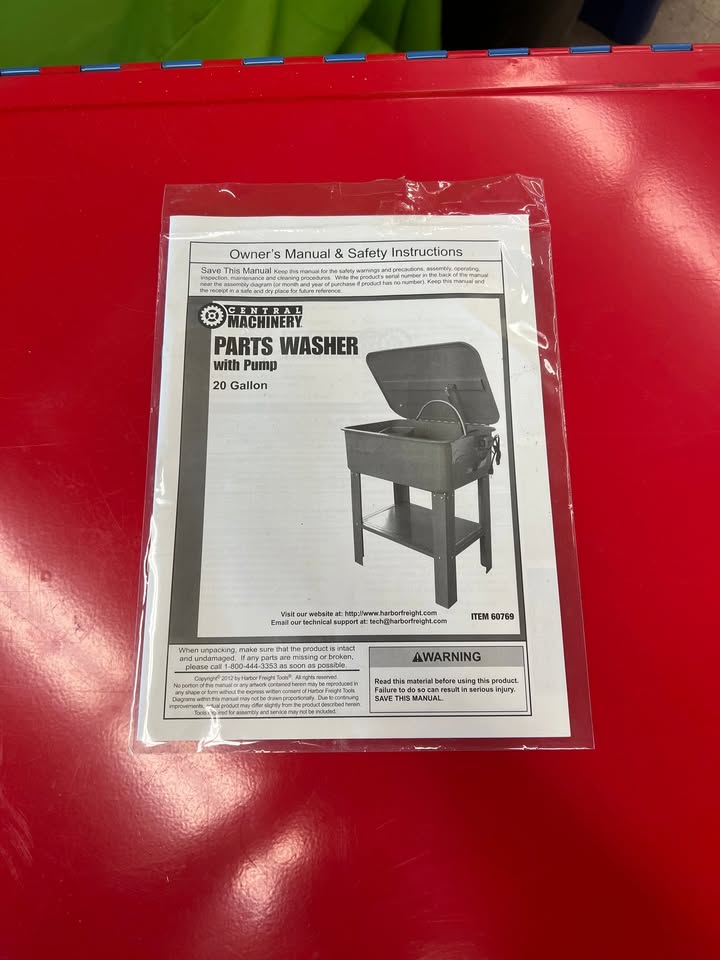 Owner's Manual & Safety Instructions
Save This Manual Keep this manual for the safety warnings and precautions, assembly, operating,
inspection, maintenance and cleaning procedures. Write the product's serial number in the back of the manual
near the assembly diagram (or month and year of purchase if product has no number). Keep this manual and
the receipt in a safe and dry place for future reference.
CENTRAL
MACHINERY
PARTS WASHER
with Pump
20 Gallon
Visit our website at: http://www.harborfreight.com
Email our technical support at: tech@harborfreight.com
ITEM 60769
When unpacking, make sure that the product is intact
and undamaged. If any parts are missing or broken,
please call 1-800-444-3353 as soon as possible.
Copyright© 2012 by Harbor Freight Tools®. All rights reserved.
No portion of this manual or any artwork contained herein may be reproduced in
any shape or form without the express written consent of Harbor Freight Tools.
Diagrams within this manual may not be drawn proportionally. Due to continuing
improvements, actual product may differ slightly from the product described herein.
Tools required for assembly and service may not be included.
⚠WARNING
Read this material before using this product.
Failure to do so can result in serious injury.
SAVE THIS MANUAL.